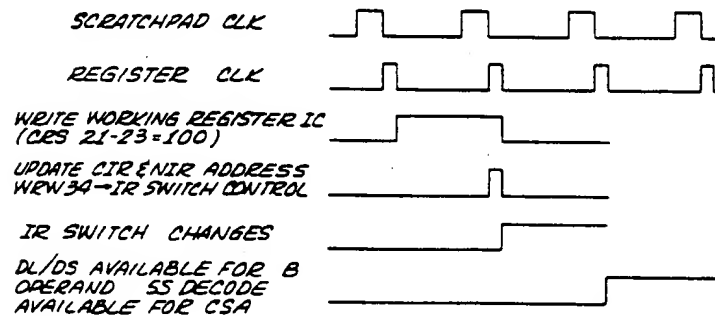 SCRATCHPAD CLK
REGISTER CLK
WRITE WORKING REGISTER IC
(CRS 21-23=100)
UPDATE CIR & NIR ADDRESS
WRW34→IR SWITCH CONTROL
IR SWITCH CHANGES
DL/DS AVAILABLE FOR B
OPERAND SS DECODE
AVAILABLE FOR CSA